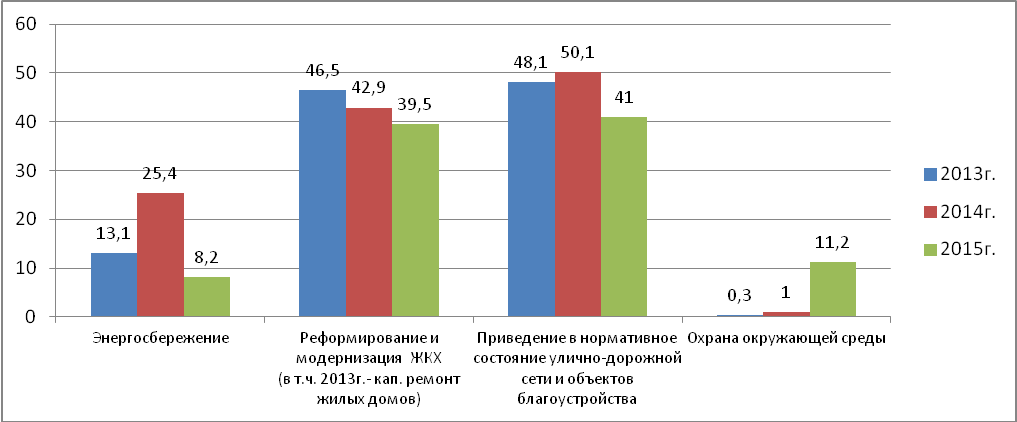 60
50
40
30
20
10
0
13,1
25,4
8,2
46,5
42,9
39,5
48,1
50,1
41
0,3
1
11,2
Энергосбережение
Реформирование и
модернизация ЖКХ
(в т.ч. 2013г.- кап. ремонт
жилых домов)
Приведение в нормативное
состояние улично-дорожной
сети и объектов
благоустройства
Охрана окружающей среды
2013г.
2014г.
2015г.